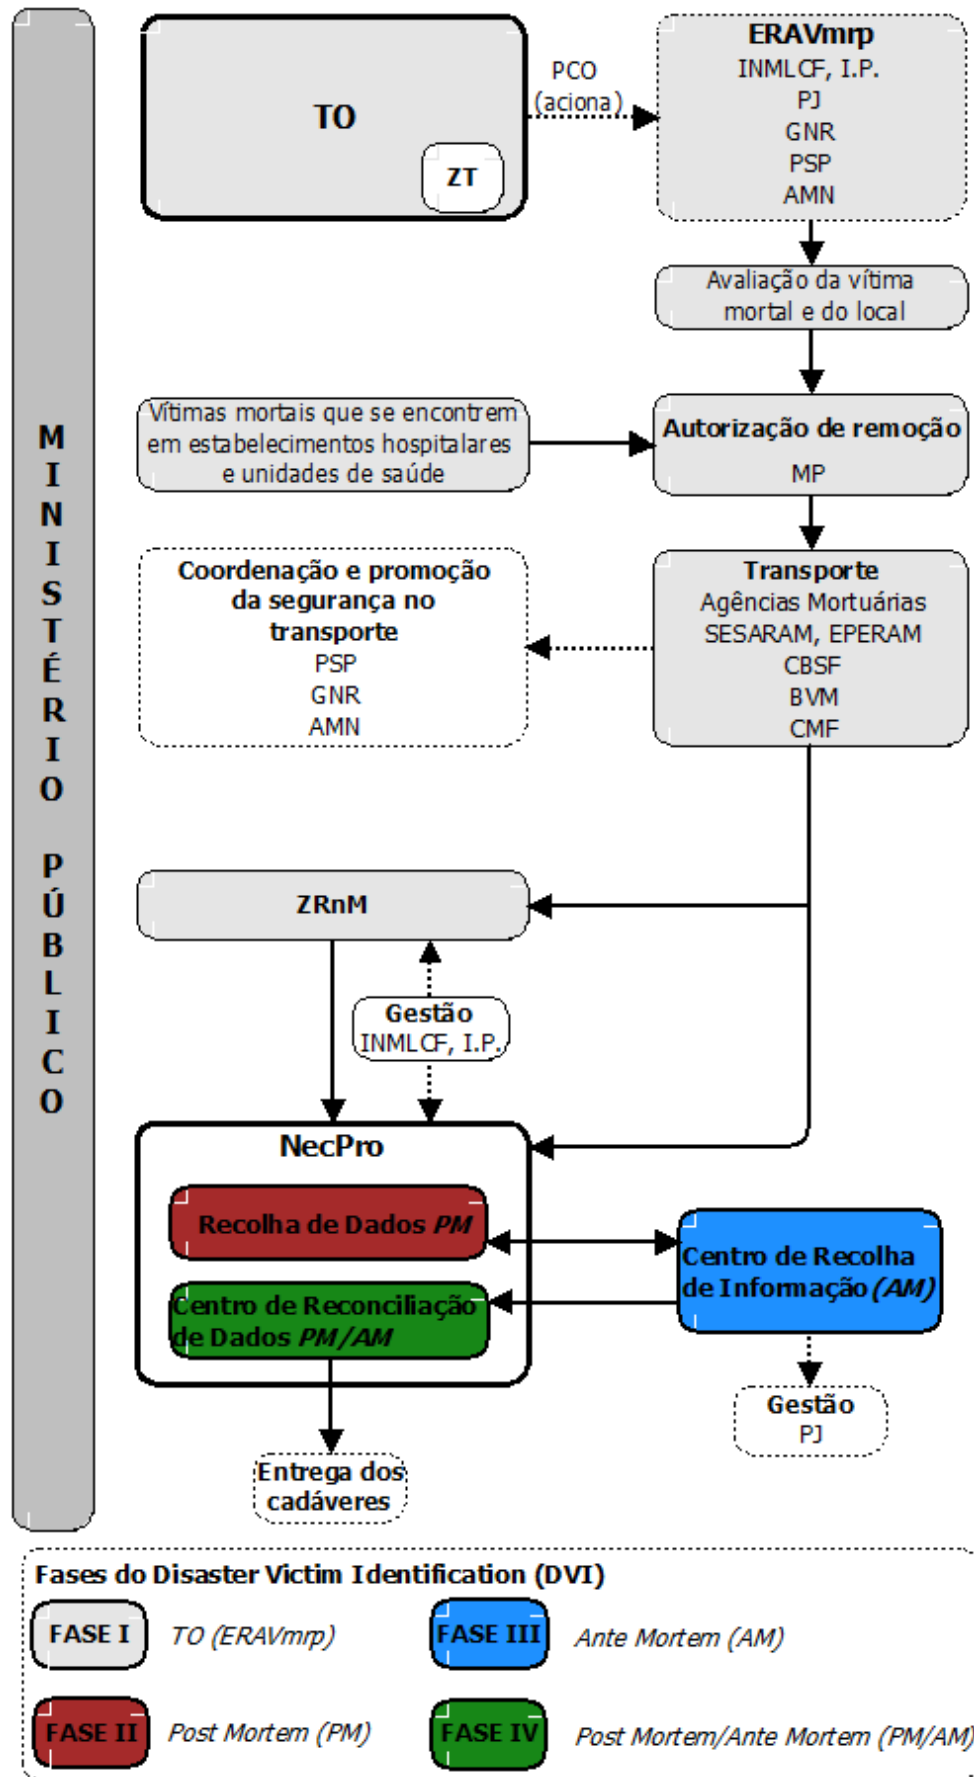 MINISTÉRIO PÚBLICO
TO
ZT
PCO
(aciona)
ERAVmrp
INMLCF, I.P.
PJ
GNR
PSP
AMN
Avaliação da vítima
mortal e do local
Vítimas mortais que se encontrem
em estabelecimentos hospitalares
e unidades de saúde
Autorização de remoção
MP
Coordenação e promoção
da segurança no
transporte
PSP
GNR
AMN
Transporte
Agências Mortuárias
SESARAM, EPERAM
CBSF
BVM
CMF
ZRnM
Gestão
INMLCF, I.P.
NecPro
Recolha de Dados PM
Centro de Reconciliação
de Dados PM/AM
Centro de Recolha
de Informação (AM)
Gestão
PJ
Entrega dos
cadáveres
Fases do Disaster Victim Identification (DVI)
FASE I TO (ERAVmrp)
FASE III Ante Mortem (AM)
FASE II Post Mortem (PM)
FASE IV Post Mortem/Ante Mortem (PM/AM)